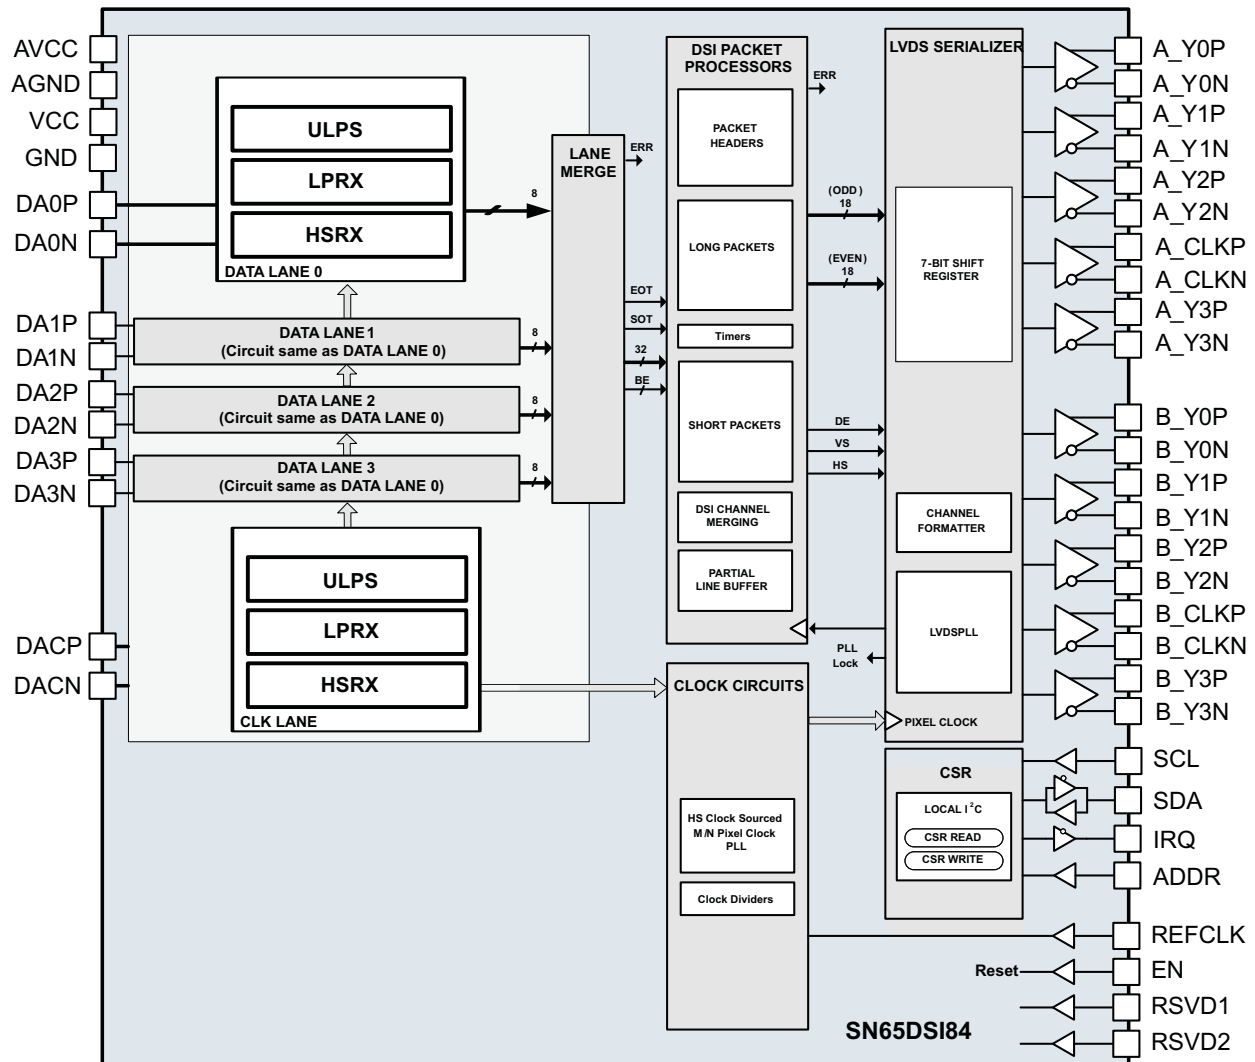 AVCC
AGND
VCC
GND
DA0P
DA0N
DA1P
DA1N
DA2P
DA2N
DA3P
DA3N
DACP
DACN
ULPS
LPRX
HSRX
DATA LANE 0
8
DATA LANE 1
(Circuit same as DATA LANE 0)
8
DATA LANE 2
(Circuit same as DATA LANE 0)
8
DATA LANE 3
(Circuit same as DATA LANE 0)
8
ULPS
LPRX
HSRX
CLK LANE
LANE
MERGE
ERR
EOT
SOT
32
BE
DSI PACKET
PROCESSORS
PACKET
HEADERS
LONG PACKETS
Timers
SHORT PACKETS
DSI CHANNEL
MERGING
PARTIAL
LINE BUFFER
ERR
(ODD)
18
(EVEN)
18
DE
VS
HS
PLL
Lock
CLOCK CIRCUITS
HS Clock Sourced
M/N Pixel Clock
PLL
Clock Dividers
LVDS SERIALIZER
7-BIT SHIFT
REGISTER
CHANNEL
FORMATTER
LVDSPLL
PIXEL CLOCK
CSR
LOCAL I2C
CSR READ
CSR WRITE
Reset
SN65DSI84
A_Y0P
A_Y0N
A_Y1P
A_Y1N
A_Y2P
A_Y2N
A_CLKP
A_CLKN
A_Y3P
A_Y3N
B_Y0P
B_Y0N
B_Y1P
B_Y1N
B_Y2P
B_Y2N
B_CLKP
B_CLKN
B_Y3P
B_Y3N
SCL
SDA
IRQ
ADDR
REFCLK
EN
RSVD1
RSVD2